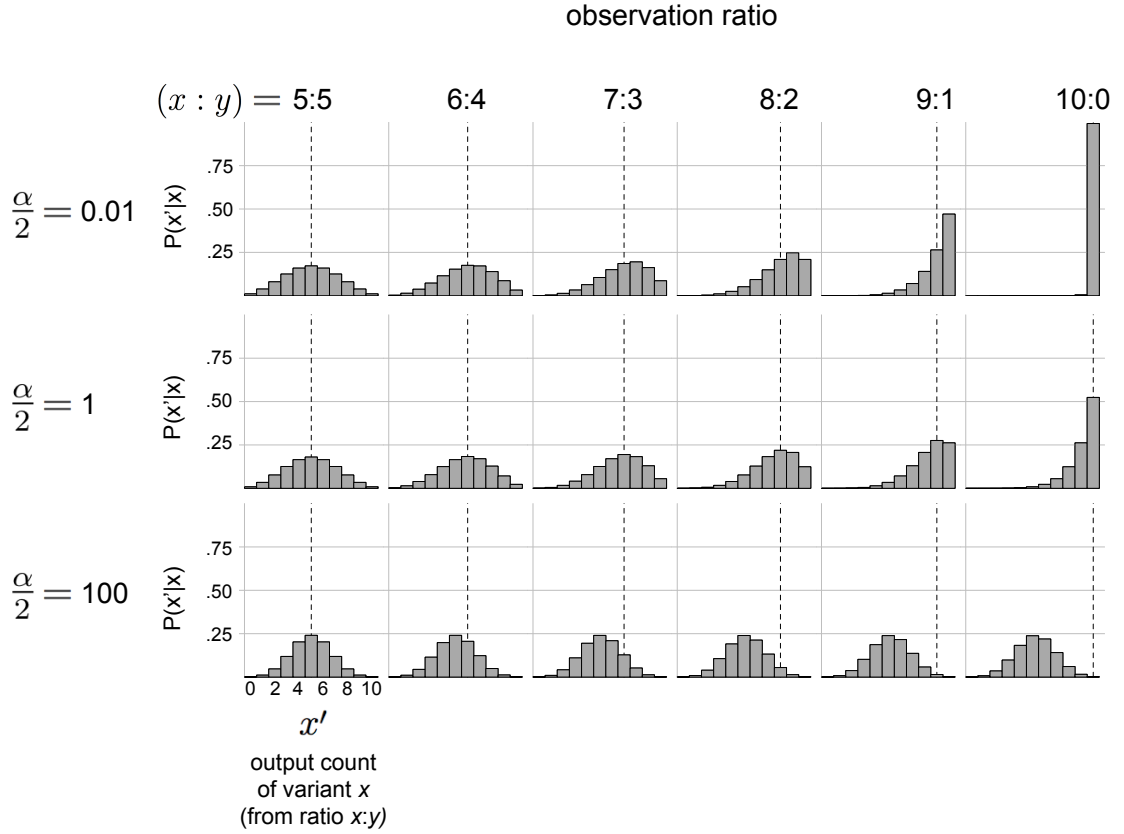 observation ratio
(x : y) = 5:5 6:4 7:3 8:2 9:1 10:0
α/2 = 0.01
P(x'|x)
.75
.50
.25
α/2 = 1
P(x'|x)
.75
.50
.25
α/2 = 100
P(x'|x)
.75
.50
.25
0 2 4 6 8 10
x′
output count
of variant x
(from ratio x:y)